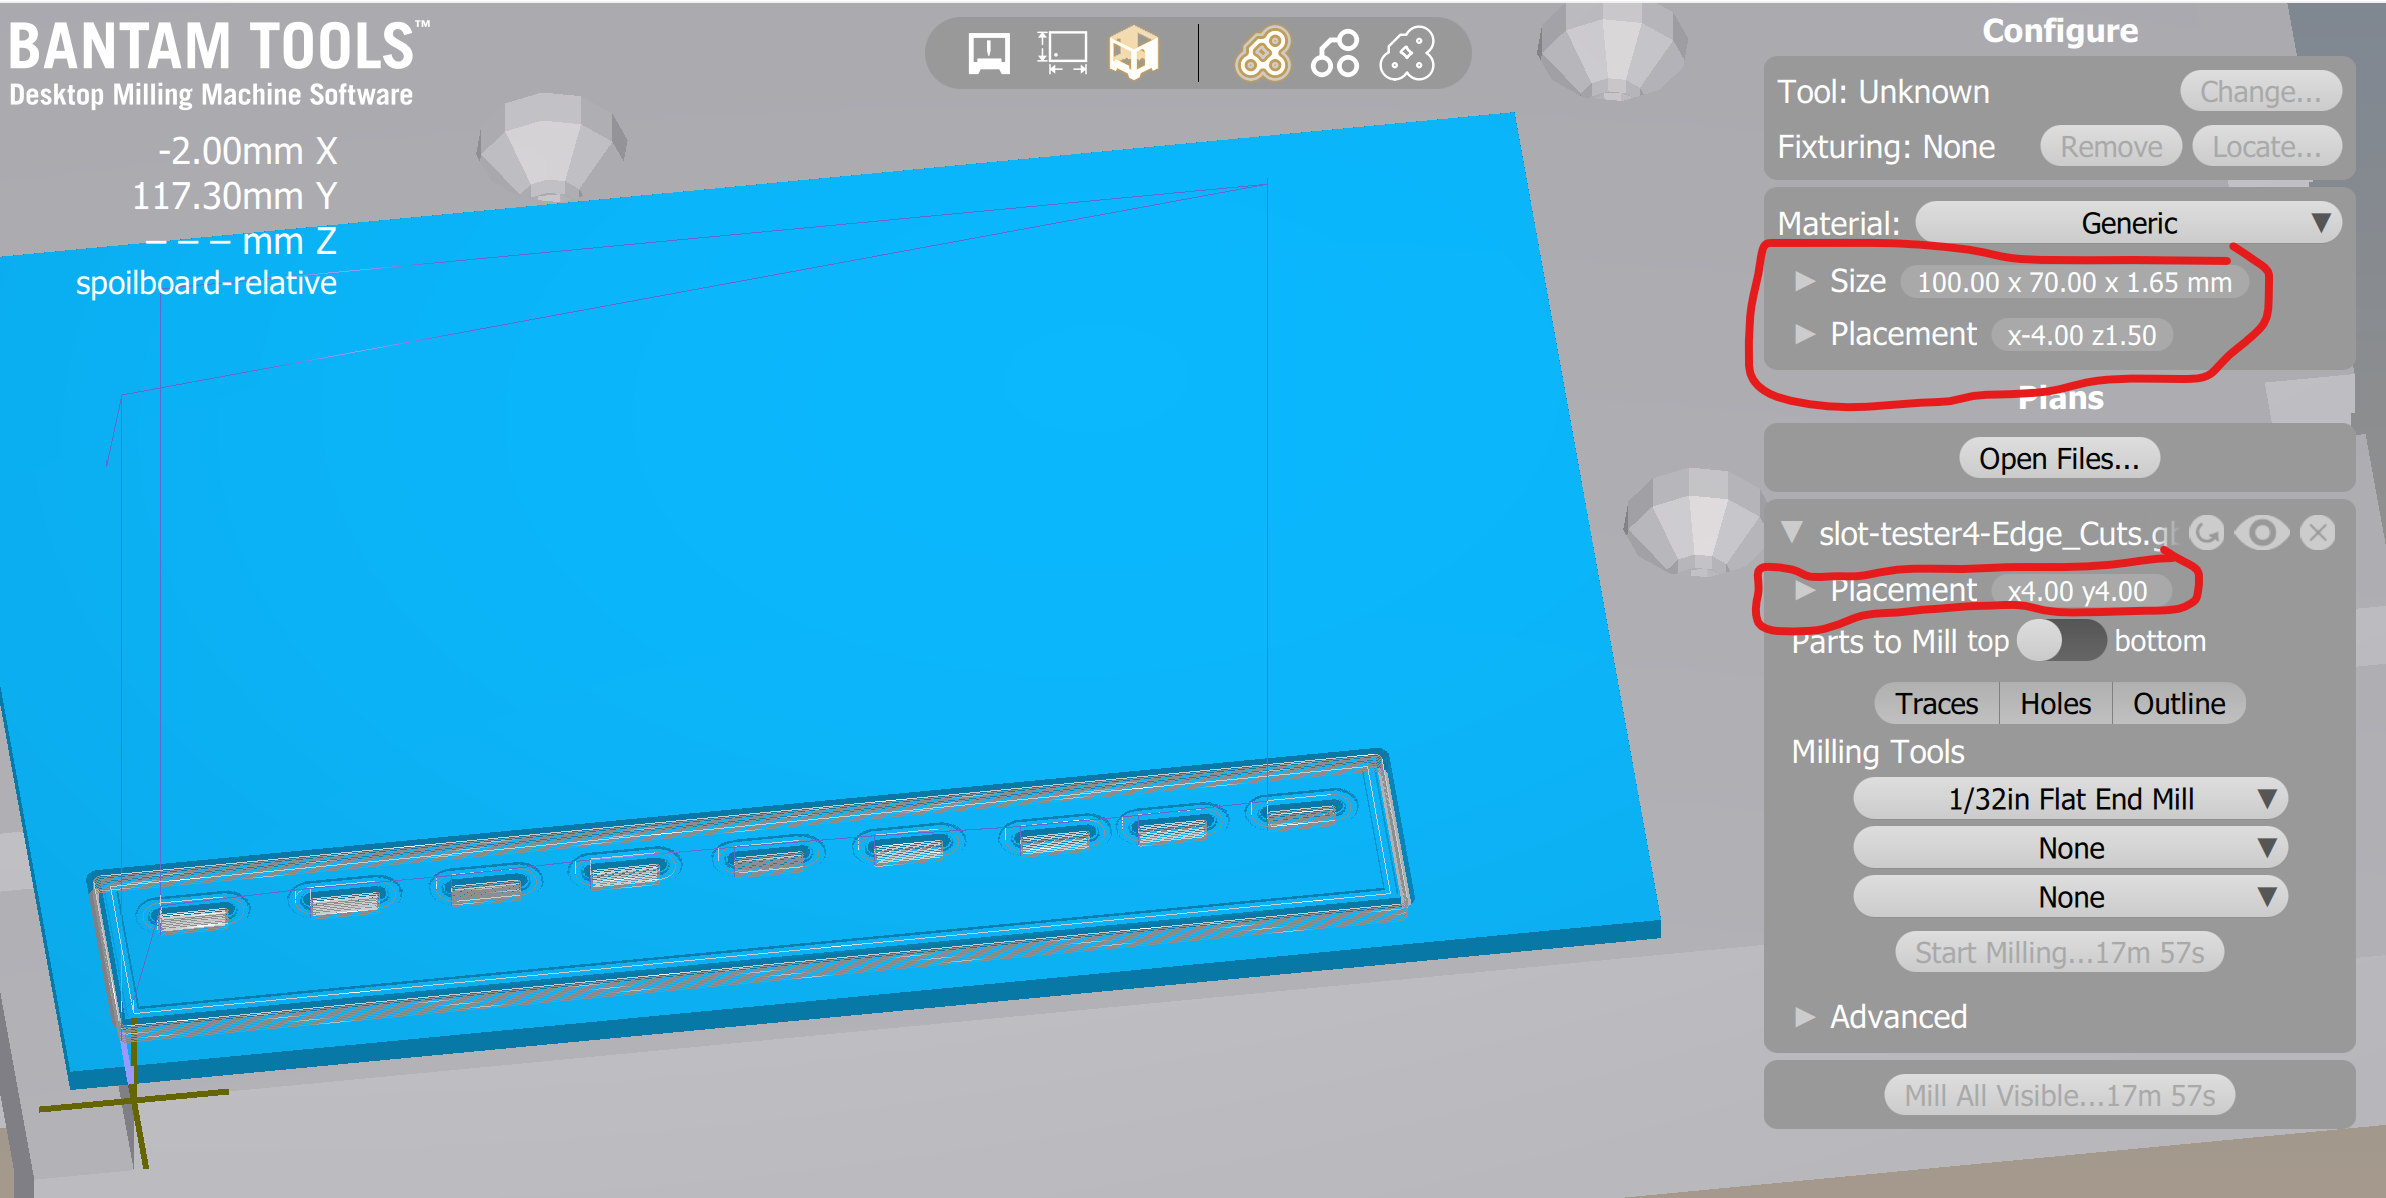 BANTAM TOOLS™
Desktop Milling Machine Software
-2.00mm X
117.30mm Y
– – – mm Z
spoilboard-relative
Configure
Tool: Unknown
Change...
Fixturing: None
Remove
Locate...
Material:
Generic
Size
100.00 x 70.00 x 1.65 mm
Placement
x-4.00 z1.50
Plans
Open Files...
slot-tester4-Edge_Cuts.gb
Placement
x4.00 y4.00
Parts to Mill top
bottom
Traces
Holes
Outline
Milling Tools
1/32in Flat End Mill
None
None
Start Milling...17m 57s
Advanced
Mill All Visible...17m 57s